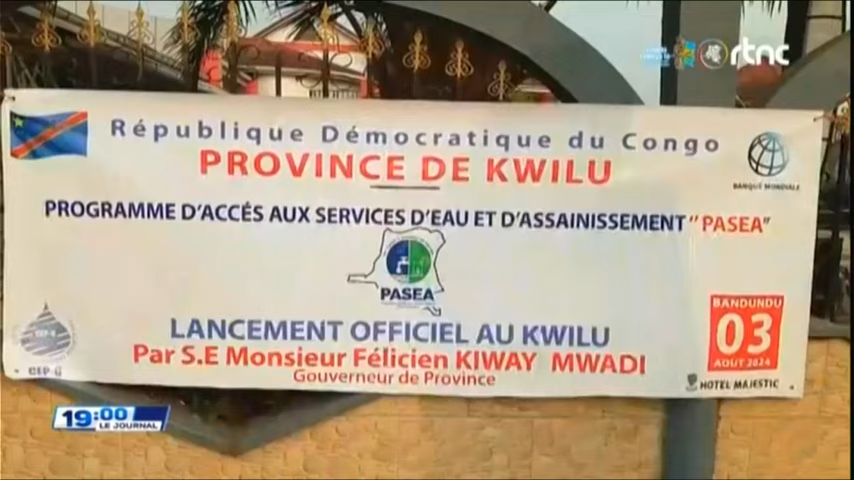 rtnc
République Démocratique du Congo
PROVINCE DE KWILU
BANQUE MONDIALE
PROGRAMME D'ACCÉS AUX SERVICES D'EAU ET D'ASSAINISSEMENT "PASEA"
PASEA
LANCEMENT OFFICIEL AU KWILU
Par S.E Monsieur Félicien KIWAY MWADI
Gouverneur de Province
BANDUNDU
03
AOUT 2024
HOTEL MAJESTIC
19:00
LE JOURNAL